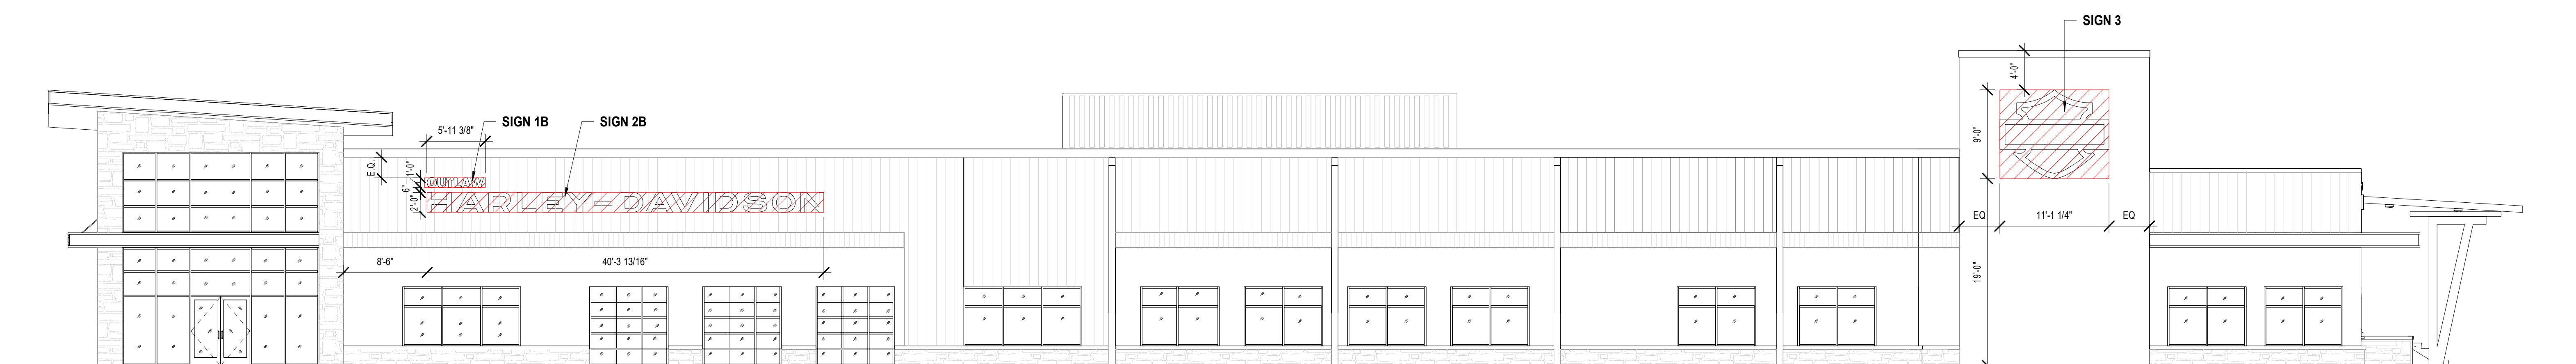 SIGN 3
4'-0"
SIGN 1B
SIGN 2B
5'-11 3/8"
E.Q.
1'-0"
6"
2'-0"
OUTLAW
HARLEY-DAVIDSON
9'-0"
EQ
11'-1 1/4"
EQ
8'-6"
40'-3 13/16"
19'-0"